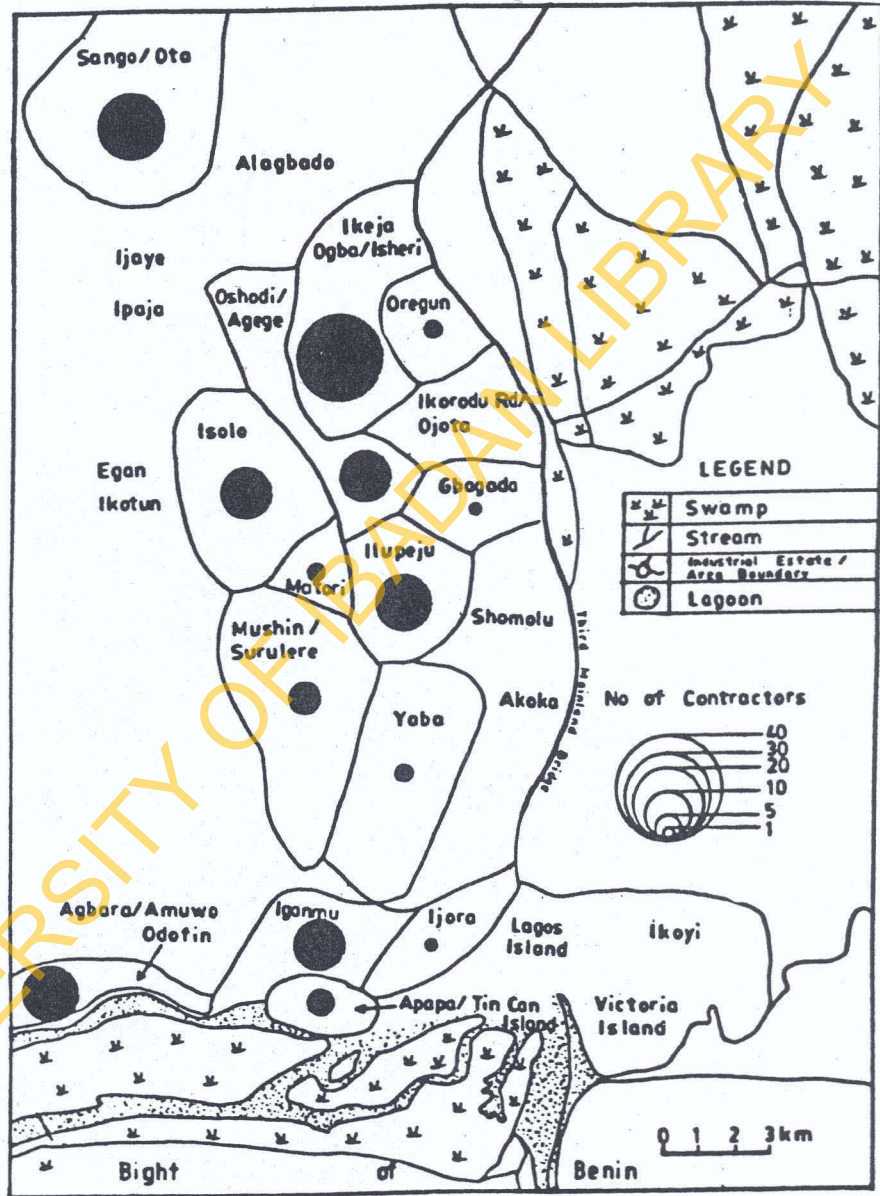 Sango/Ota
Alagbado
Ijaye
Ipaja
Ikeja
Ogba/Isheri
Oshodi/
Agege
Oregun
Ikorodu Rd/
Ojota
Isolo
Egan
Ikotun
Gbagada
Ilupeju
Matori
Mushin/
Surulere
Shomolu
Yaba
Akoka
Third Mainland Bridge
LEGEND
Swamp
Stream
Industrial Estate/
Area Boundary
Lagoon
No of Contractors
40
30
20
10
5
1
Agbara/Amuwo
Odofin
Iganmu
Ijora
Lagos
Island
Ikoyi
Apapa/Tin Can
Island
Victoria
Island
0 1 2 3km
Bight of Benin
UNIVERSITY OF IBADAN LIBRARY